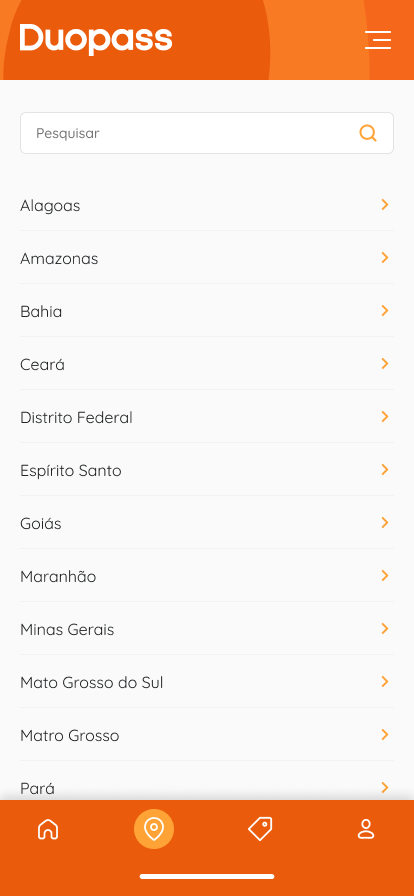 Duopass
Pesquisar
Alagoas
Amazonas
Bahia
Ceará
Distrito Federal
Espírito Santo
Goiás
Maranhão
Minas Gerais
Mato Grosso do Sul
Matro Grosso
Pará